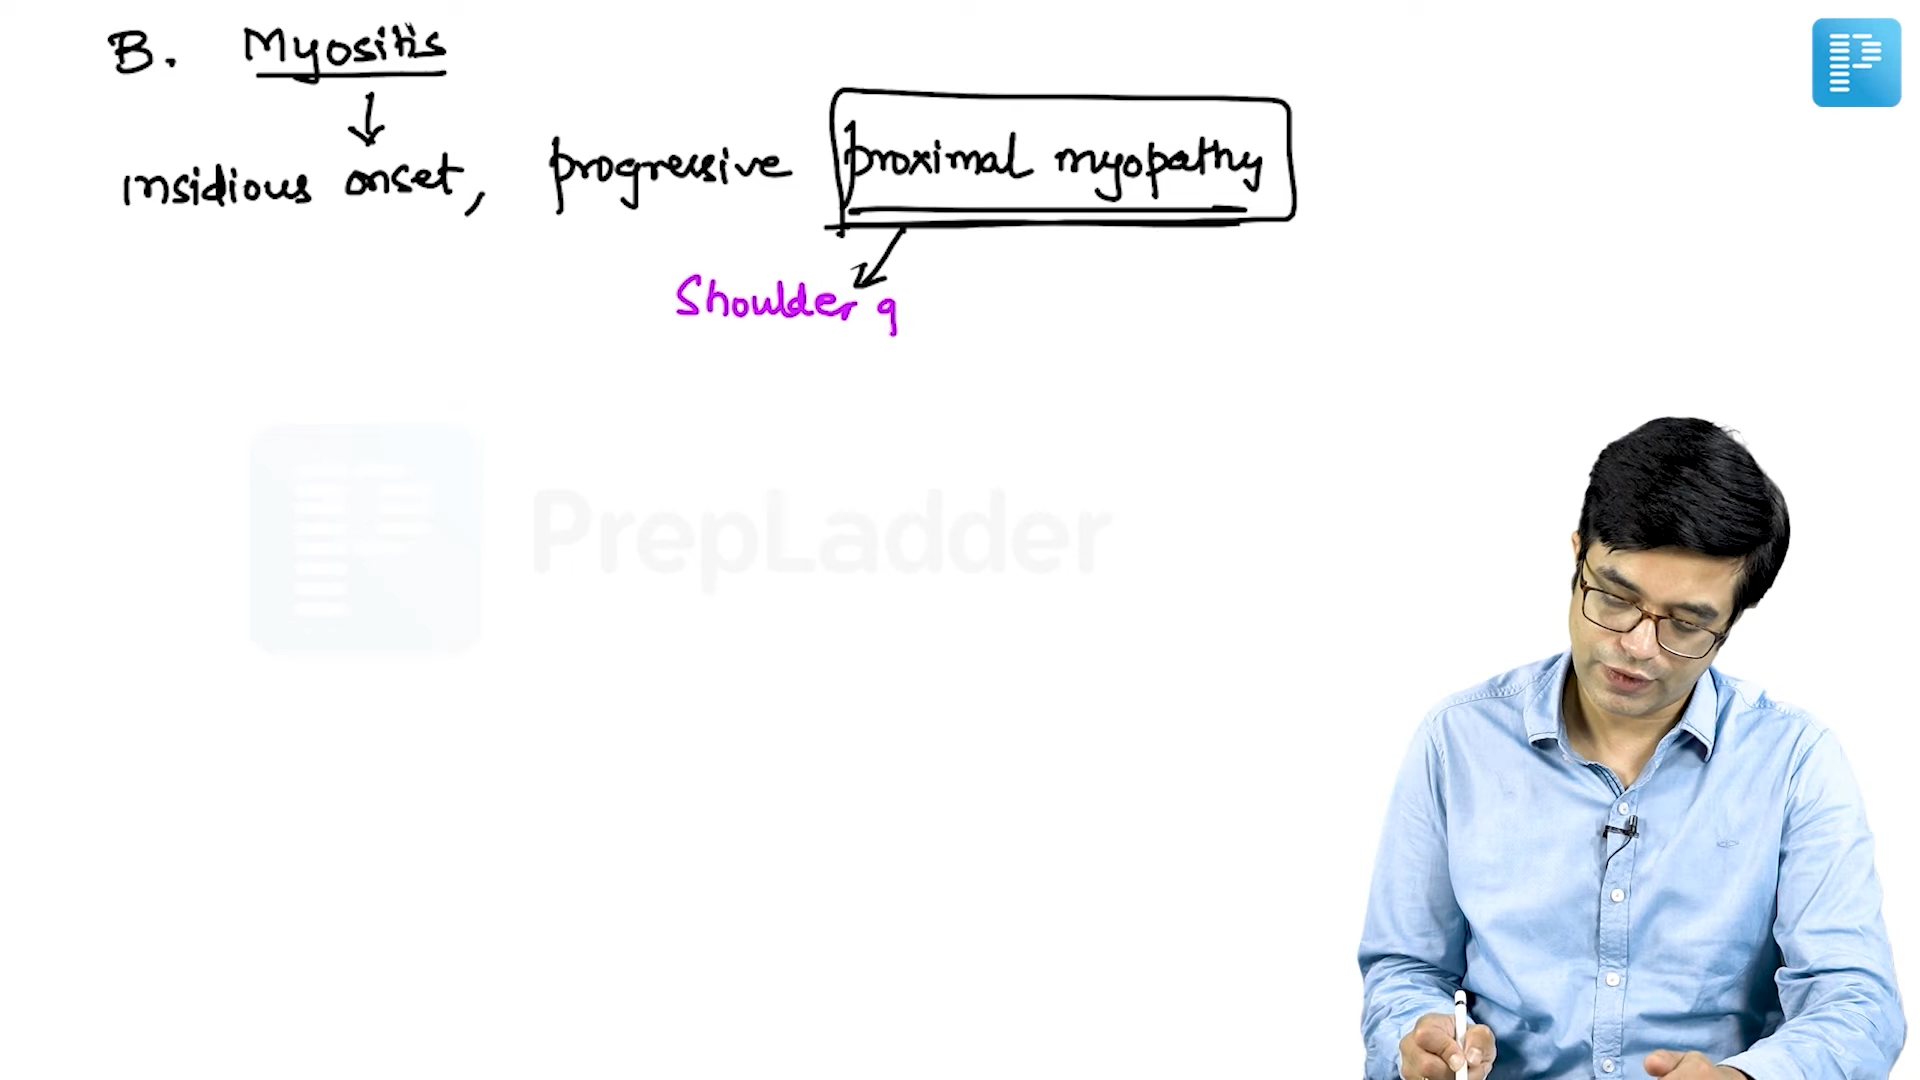 B. Myositis
↓
insidious onset, progressive proximal myopathy
Shoulder g
PrepLadder